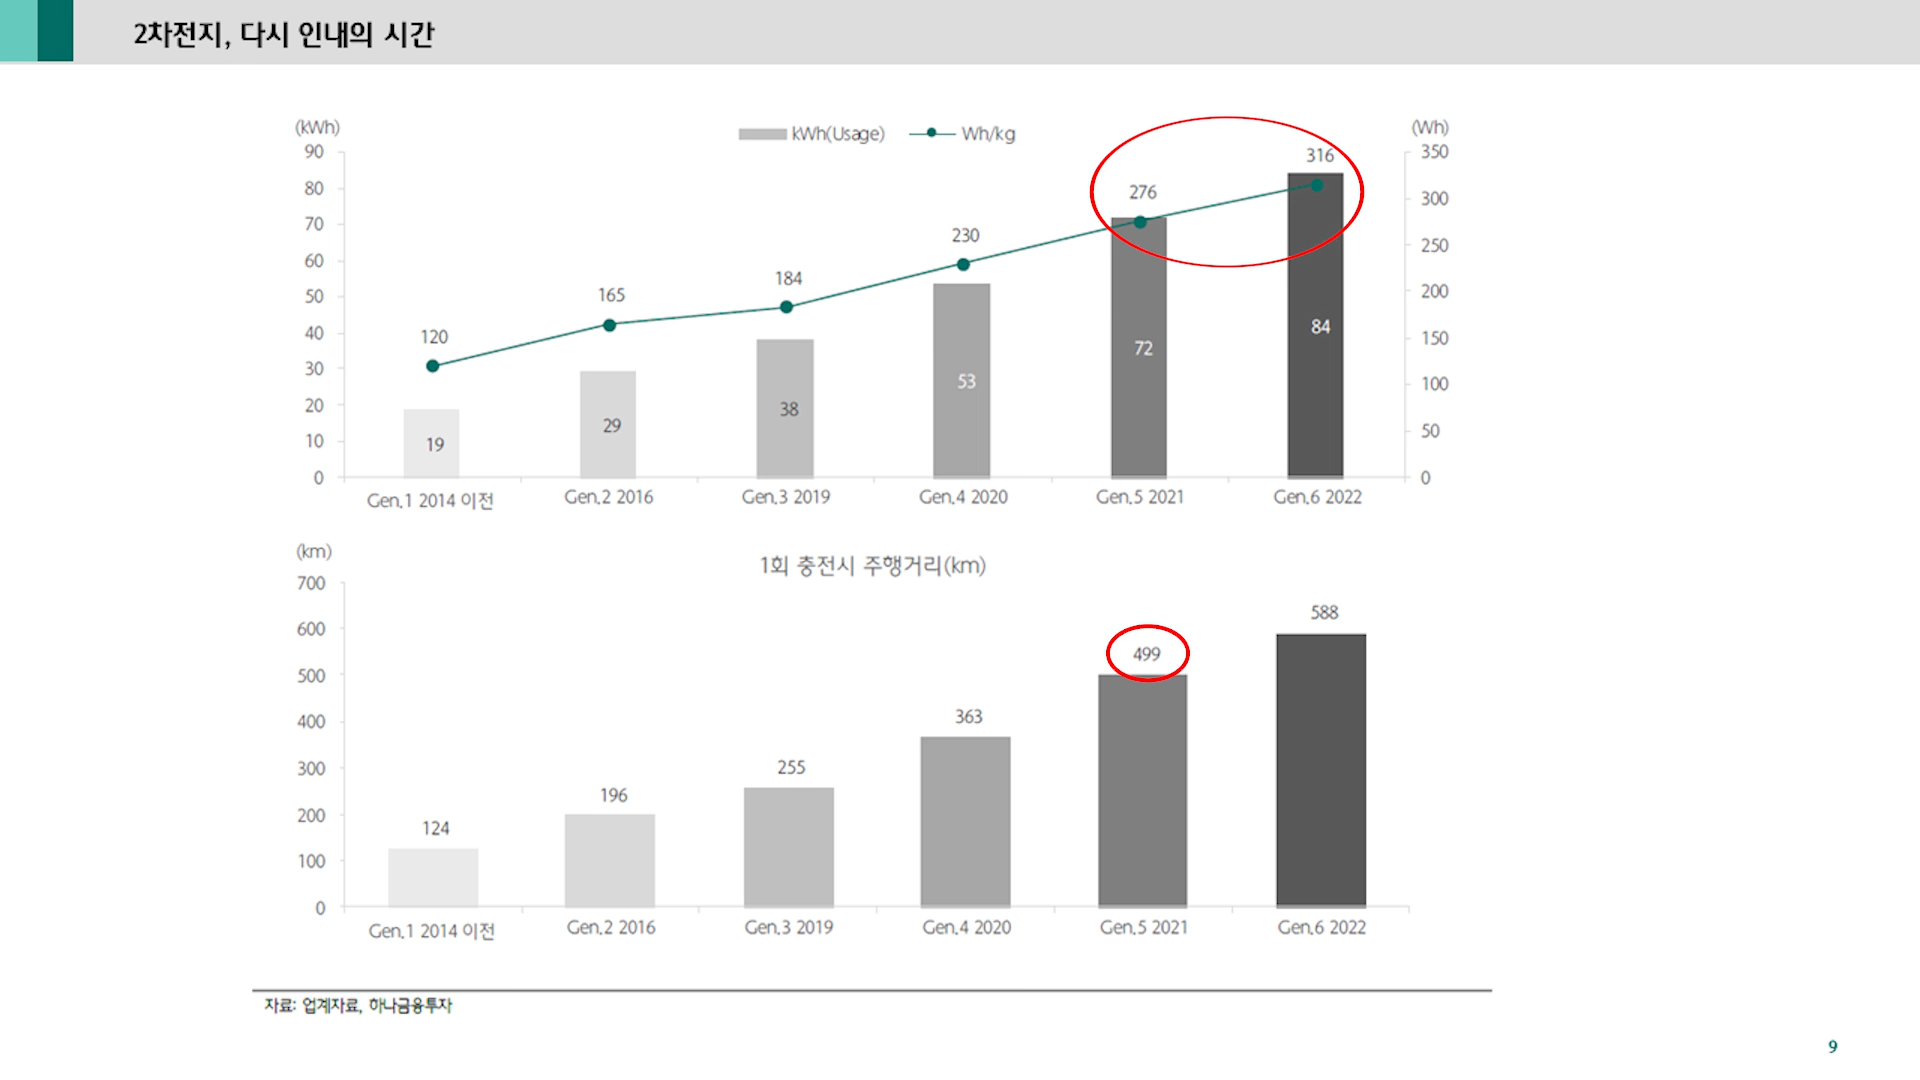 2차전지, 다시 인내의 시간
(kWh)
kWh(Usage)
Wh/kg
(Wh)
90
80
70
60
50
40
30
20
10
0
350
300
250
200
150
100
50
0
120
165
184
230
276
316
19
29
38
53
72
84
Gen.1 2014 이전
Gen.2 2016
Gen.3 2019
Gen.4 2020
Gen.5 2021
Gen.6 2022
(km)
1회 충전시 주행거리(km)
700
600
500
400
300
200
100
0
124
196
255
363
499
588
Gen.1 2014 이전
Gen.2 2016
Gen.3 2019
Gen.4 2020
Gen.5 2021
Gen.6 2022
자료: 업계자료, 하나금융투자
9